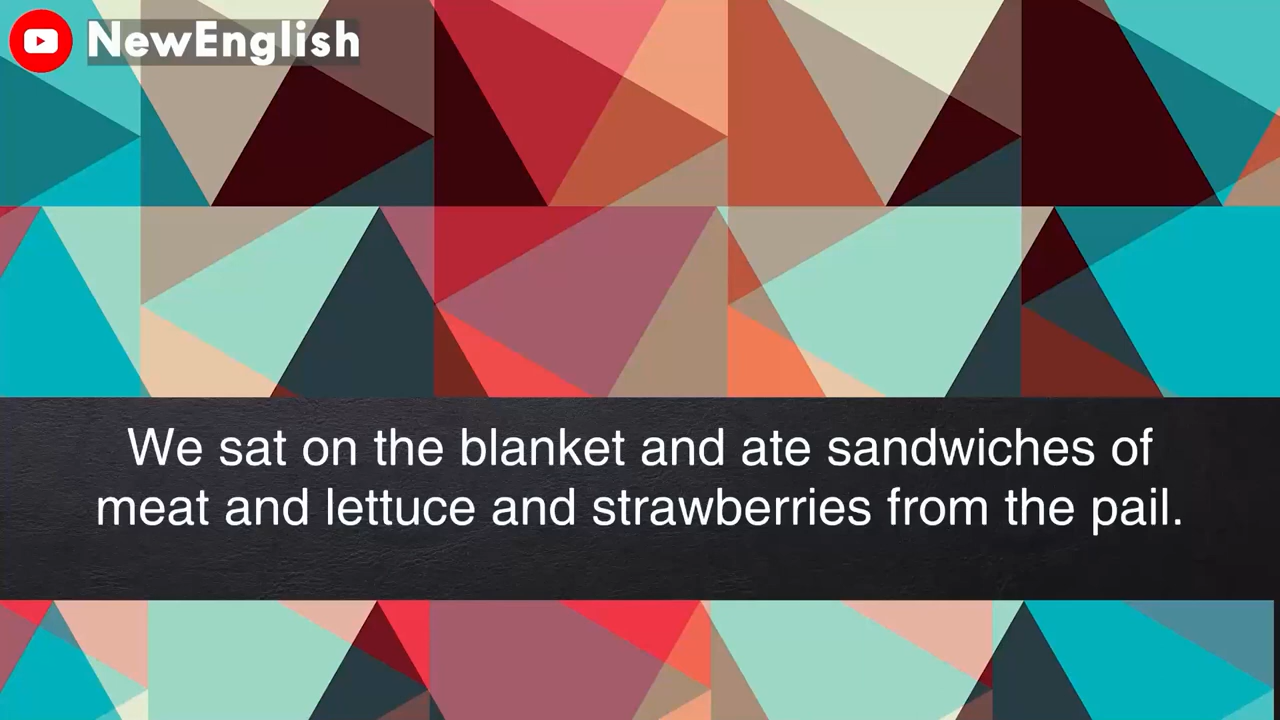 NewEnglish
We sat on the blanket and ate sandwiches of
meat and lettuce and strawberries from the pail.